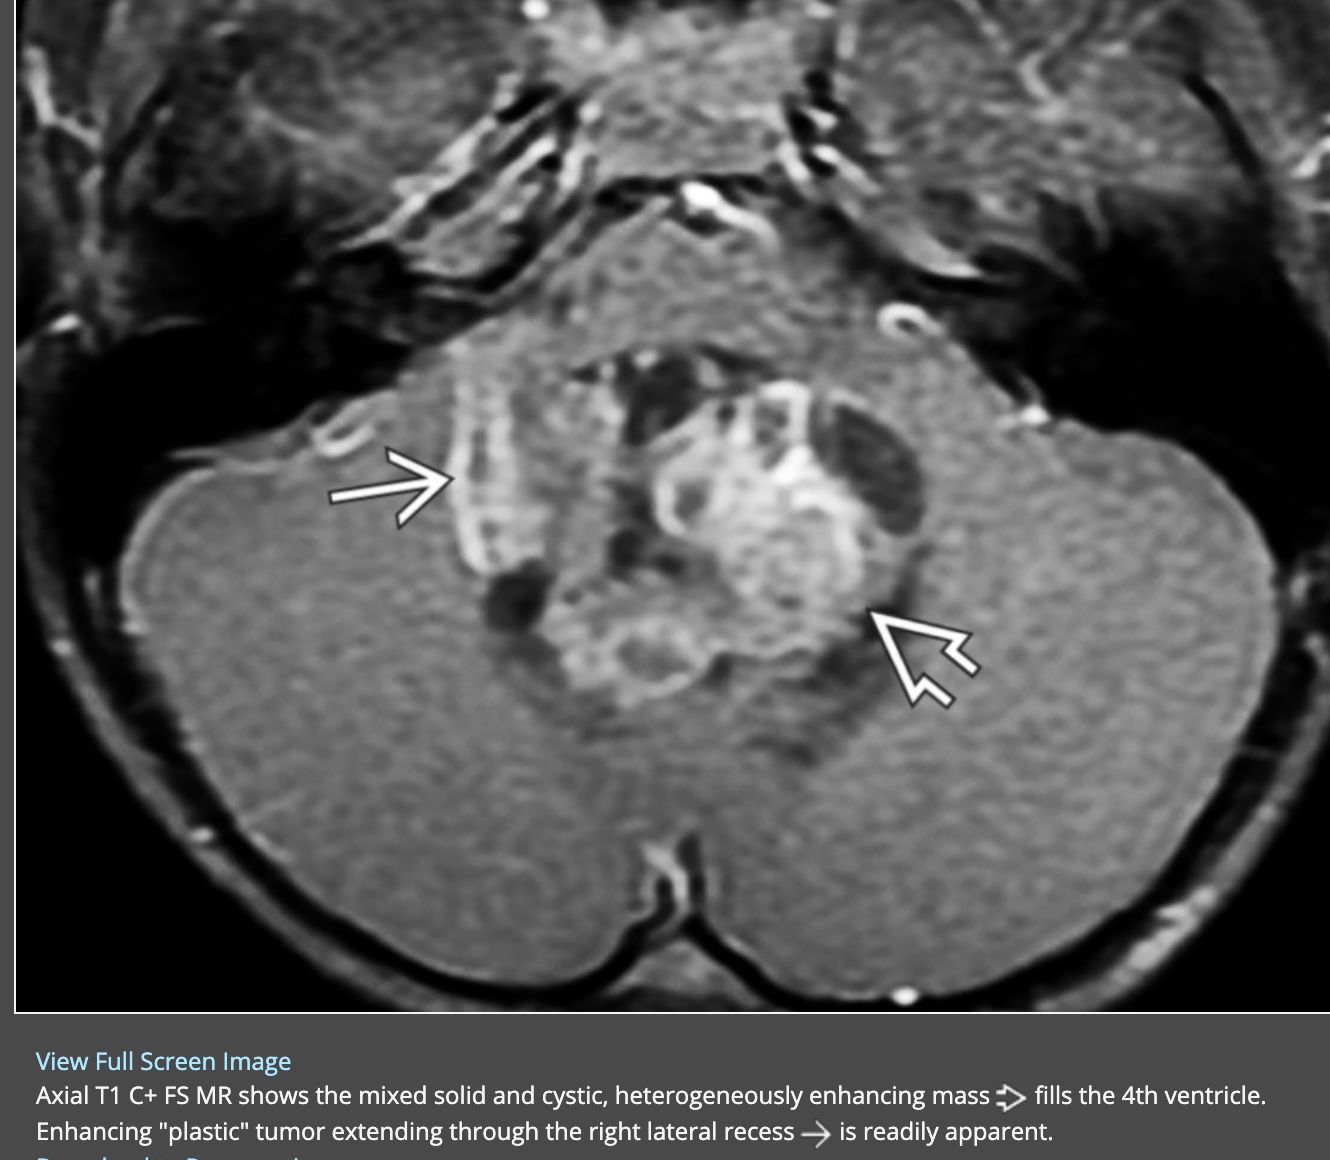 View Full Screen Image
Axial T1 C+ FS MR shows the mixed solid and cystic, heterogeneously enhancing mass fills the 4th ventricle.
Enhancing "plastic" tumor extending through the right lateral recess is readily apparent.